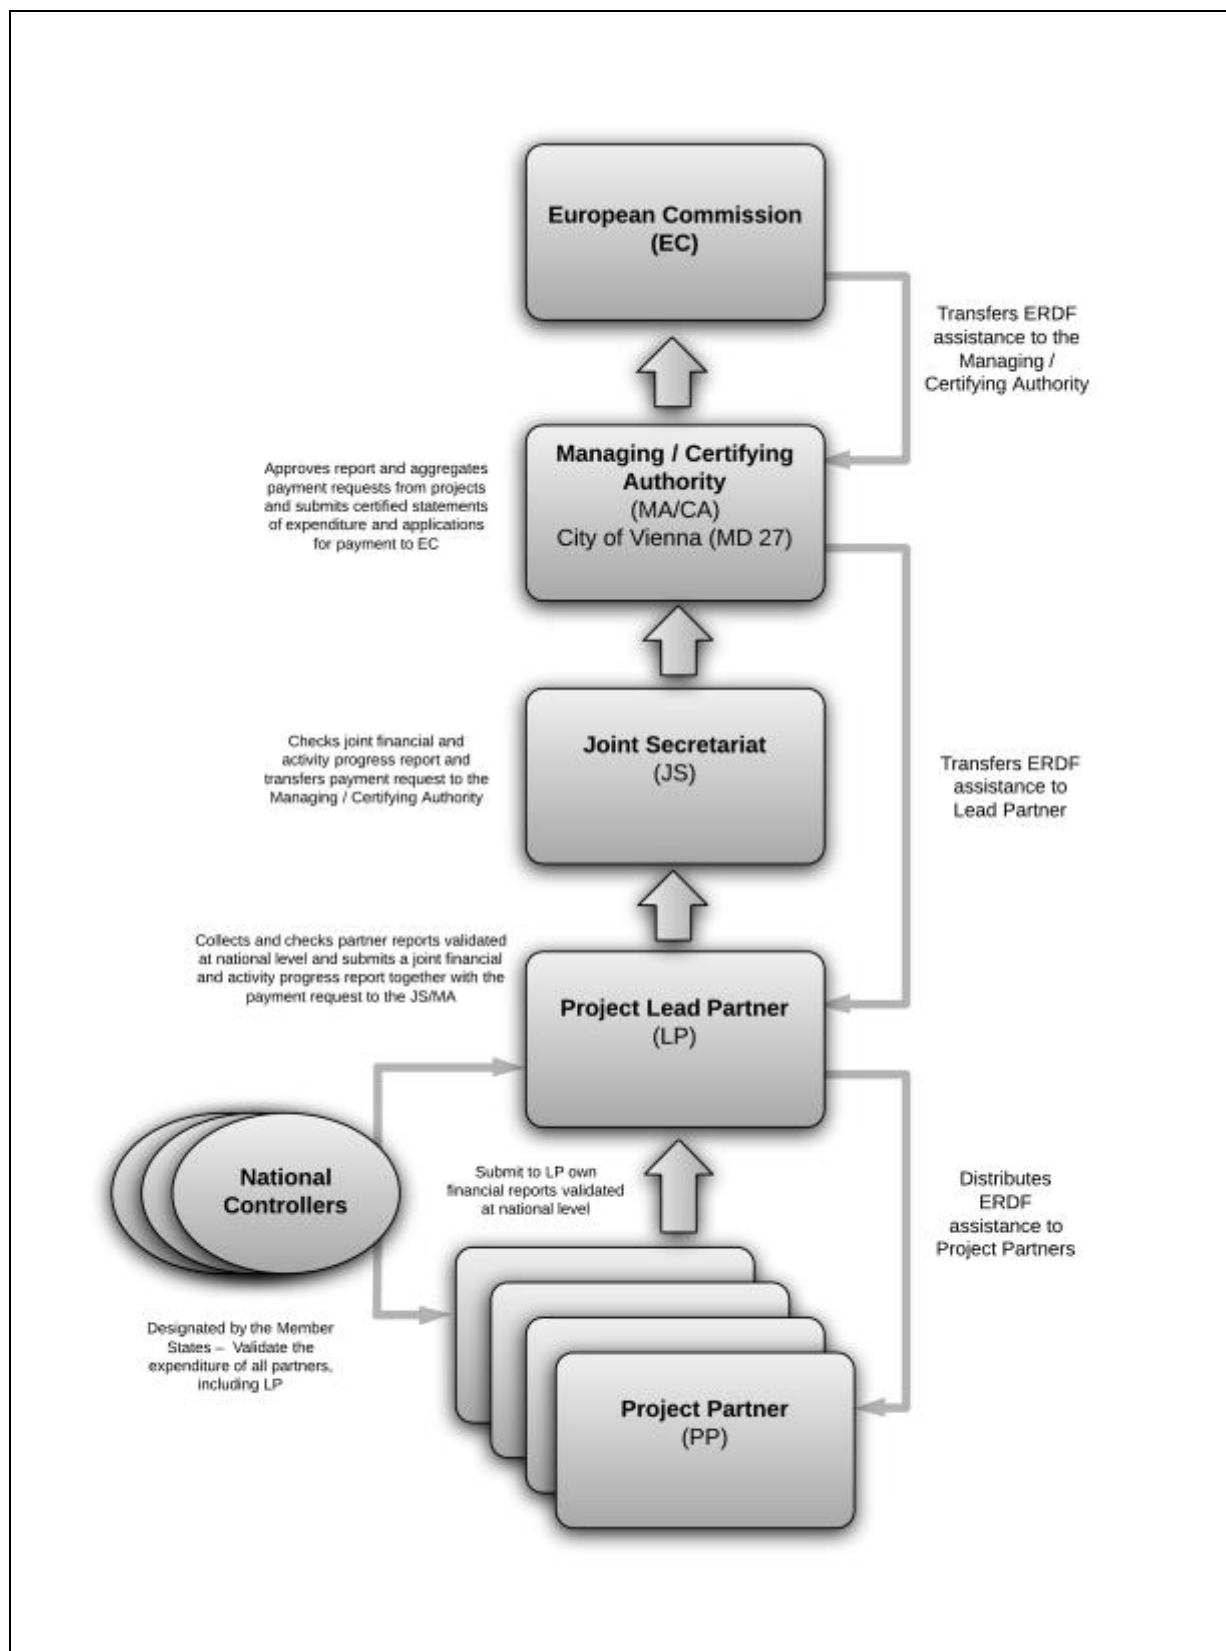 European Commission
(EC)
Transfers ERDF
assistance to the
Managing /
Certifying Authority
Managing / Certifying
Authority
(MA/CA)
City of Vienna (MD 27)
Approves report and aggregates
payment requests from projects
and submits certified statements
of expenditure and applications
for payment to EC
Joint Secretariat
(JS)
Checks joint financial and
activity progress report and
transfers payment request to the
Managing / Certifying Authority
Transfers ERDF
assistance to
Lead Partner
Collects and checks partner reports validated
at national level and submits a joint financial
and activity progress report together with the
payment request to the JS/MA
Project Lead Partner
(LP)
National
Controllers
Submit to LP own
financial reports validated
at national level
Distributes
ERDF
assistance to
Project Partners
Designated by the Member
States –  Validate the
expenditure of all partners,
including LP
Project Partner
(PP)